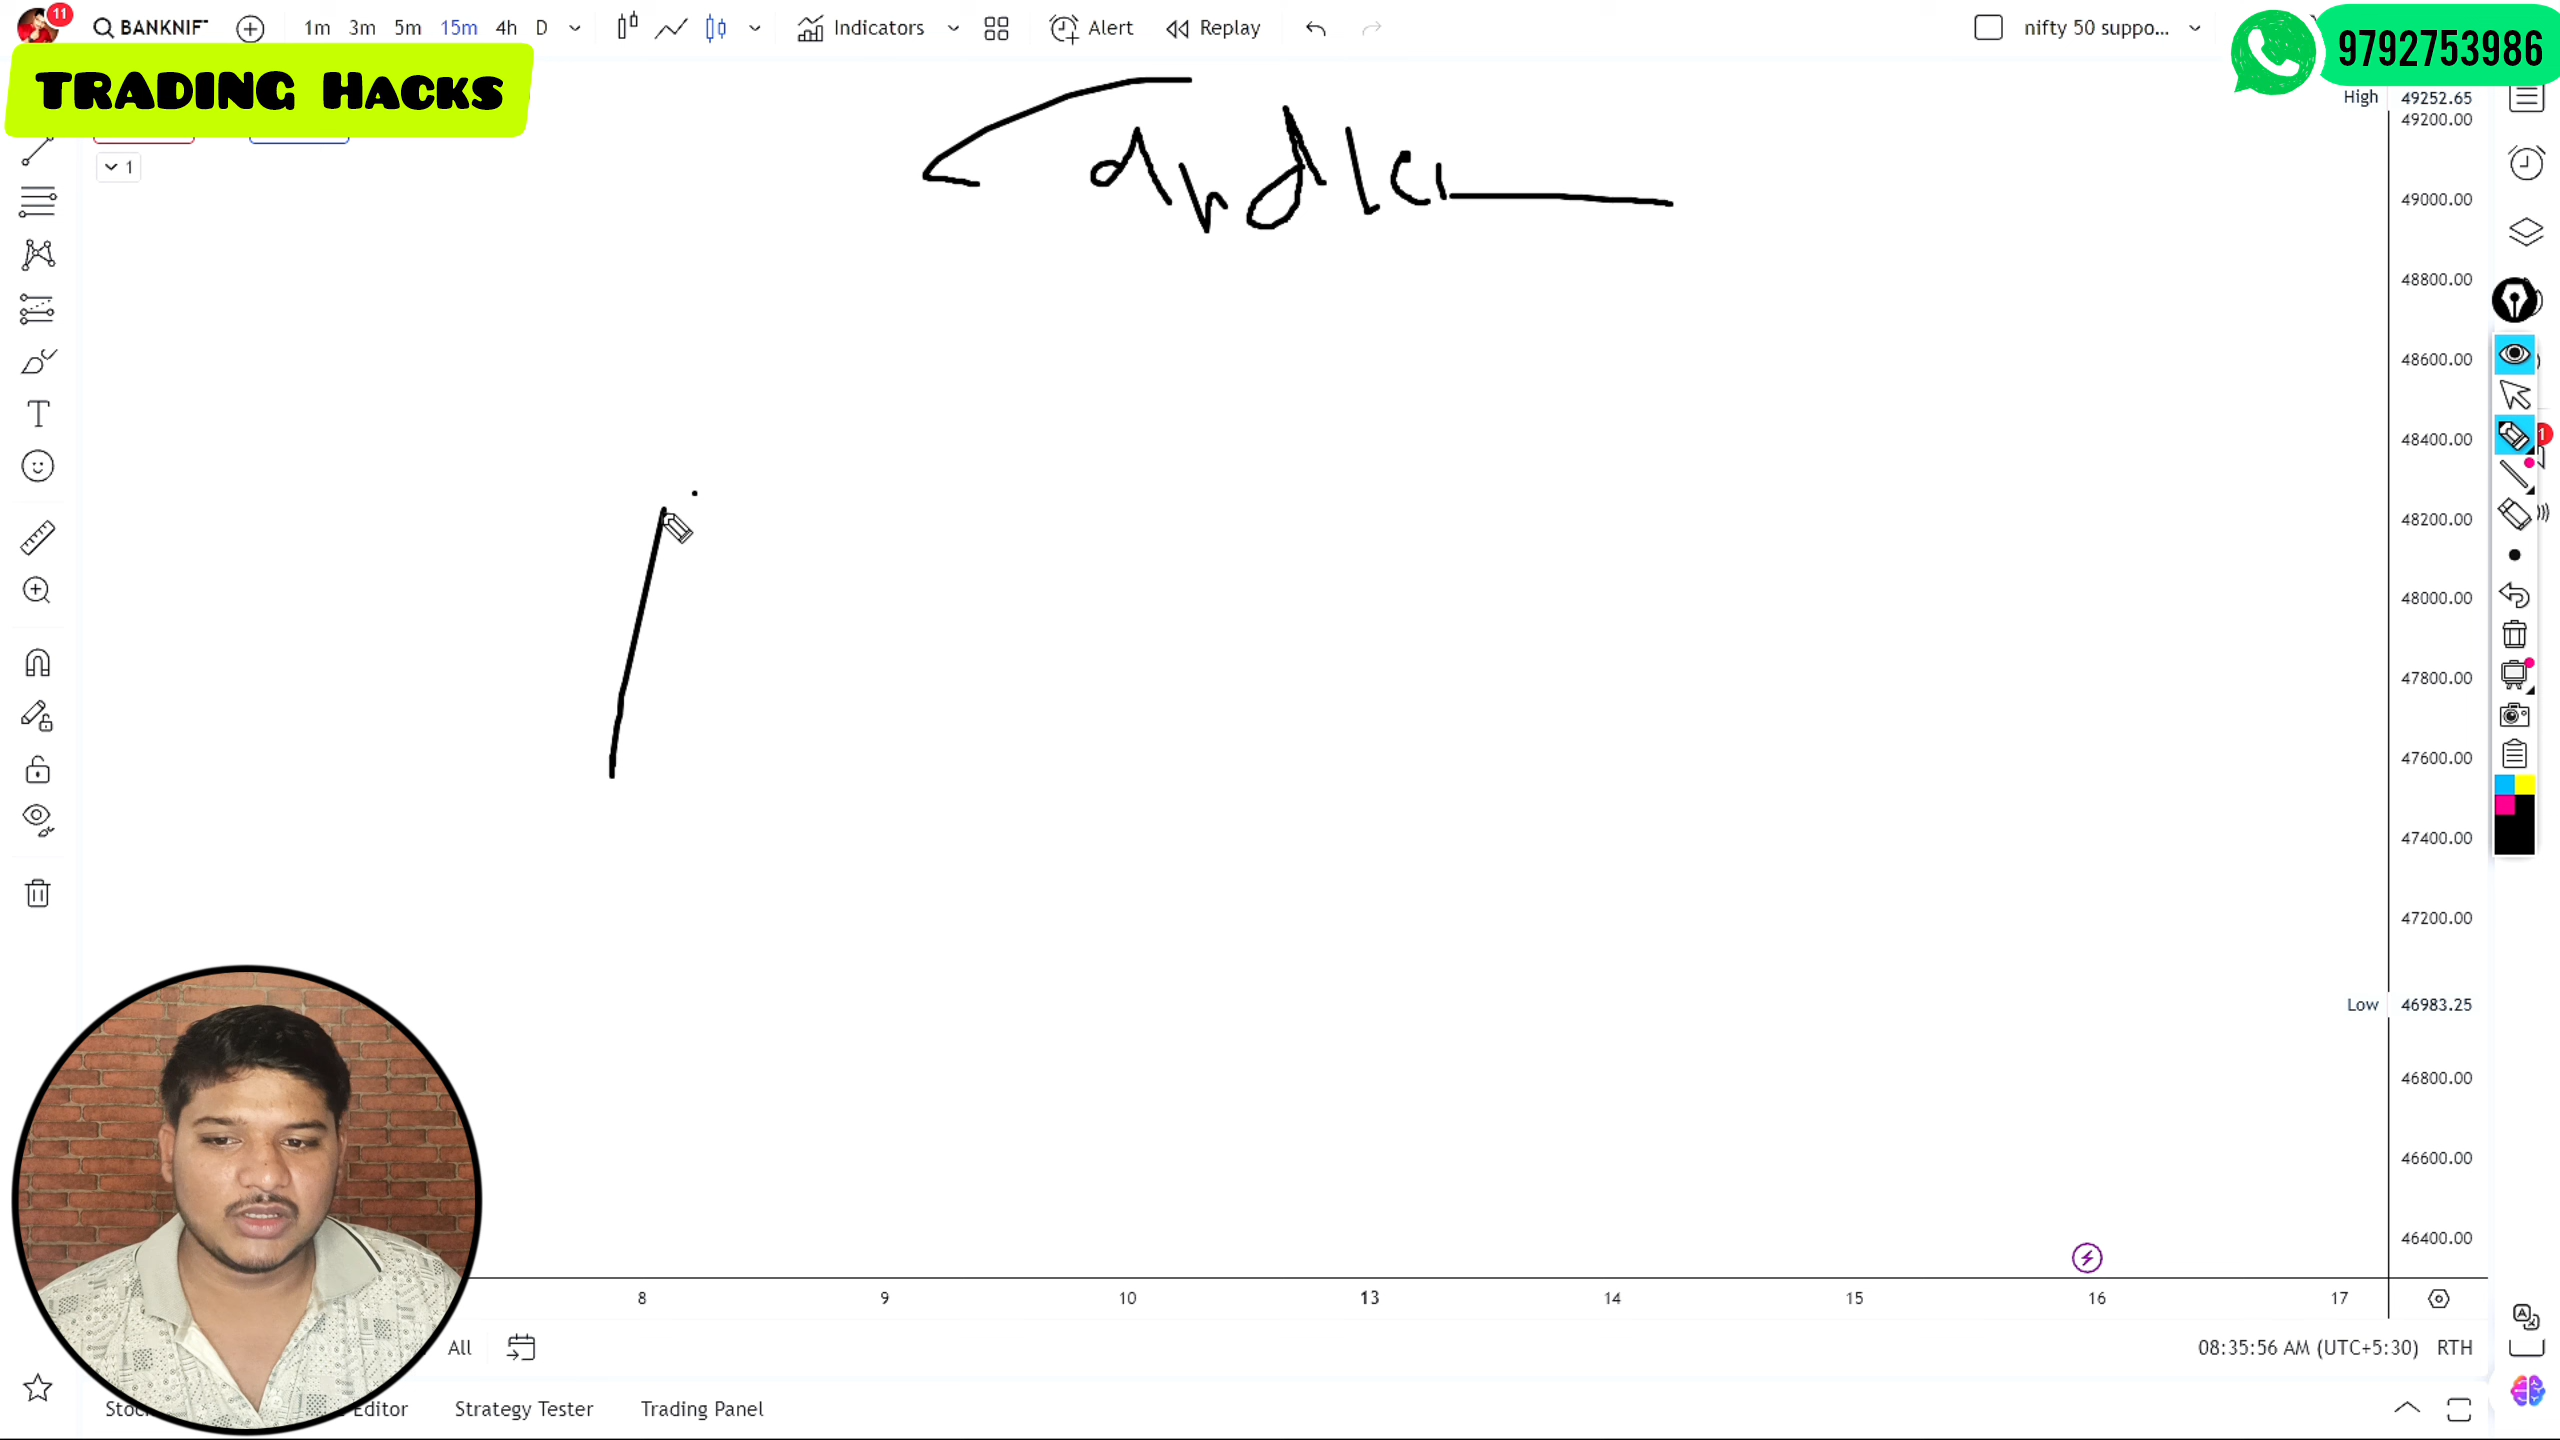 11
BANKNIF
1m 3m 5m 15m 4h D
Indicators
Alert
Replay
nifty 50 suppo...
9792753986
TRADING HACKS
1
High 49252.65
49200.00
49000.00
48800.00
48600.00
48400.00
1
48200.00
48000.00
47800.00
47600.00
47400.00
47200.00
Low 46983.25
46800.00
46600.00
46400.00
8 9 10 13 14 15 16 17
All
08:35:56 AM (UTC+5:30) RTH
Editor
Strategy Tester
Trading Panel